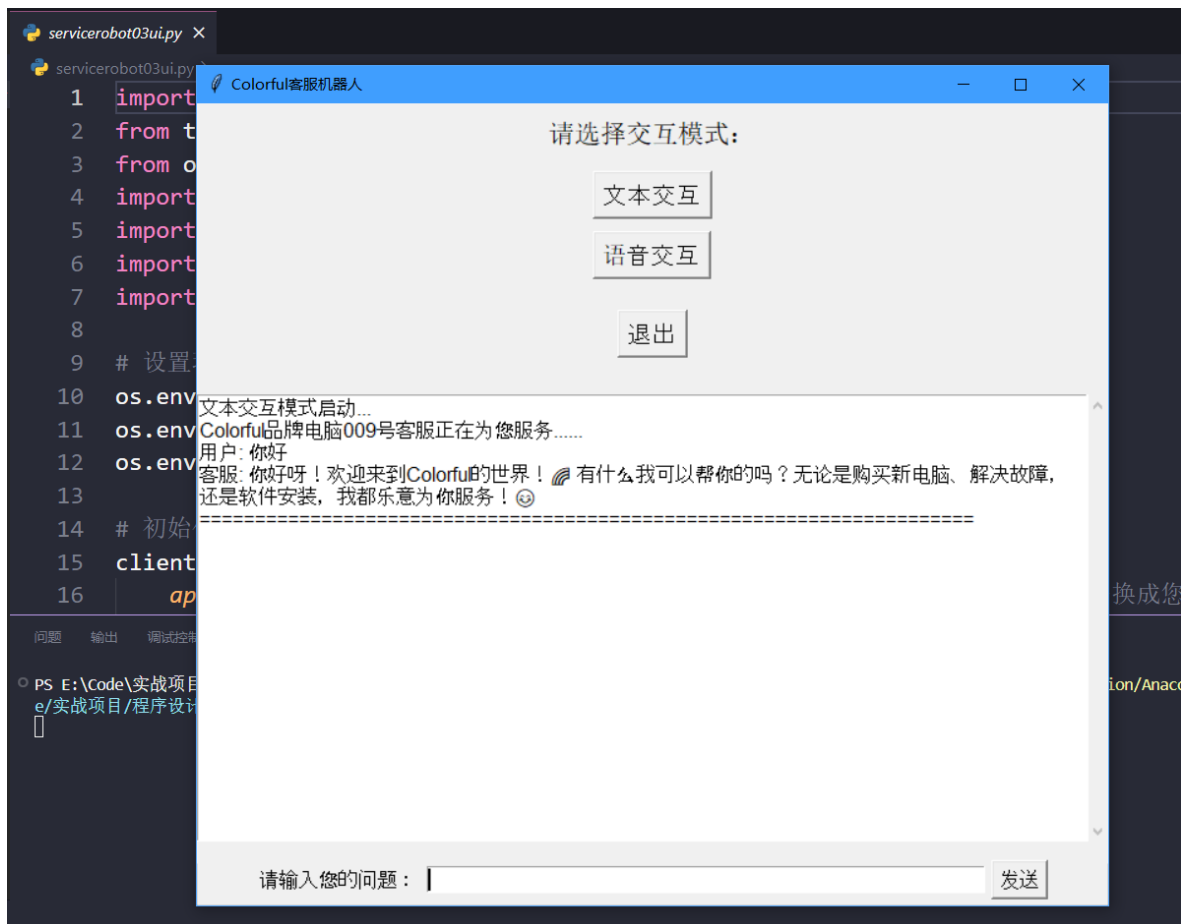 servicerobot03ui.py
servicerobot03ui.py
Colorful客服机器人
请选择交互模式：
文本交互
语音交互
退出
文本交互模式启动...
Colorful品牌电脑009号客服正在为您服务......
用户: 你好
客服: 你好呀！欢迎来到Colorful的世界！🌈 有什么我可以帮你的吗？无论是购买新电脑、解决故障，
还是软件安装，我都乐意为你服务！😊
======================================================================
请输入您的问题：
发送
1 import
2 from t
3 from o
4 import
5 import
6 import
7 import
8
9 # 设置
10 os.env
11 os.env
12 os.env
13
14 # 初始
15 client
16 ap
换成您
问题 输出 调试控制
PS E:\Code\实战项目
ion/Anaco
e/实战项目/程序设计